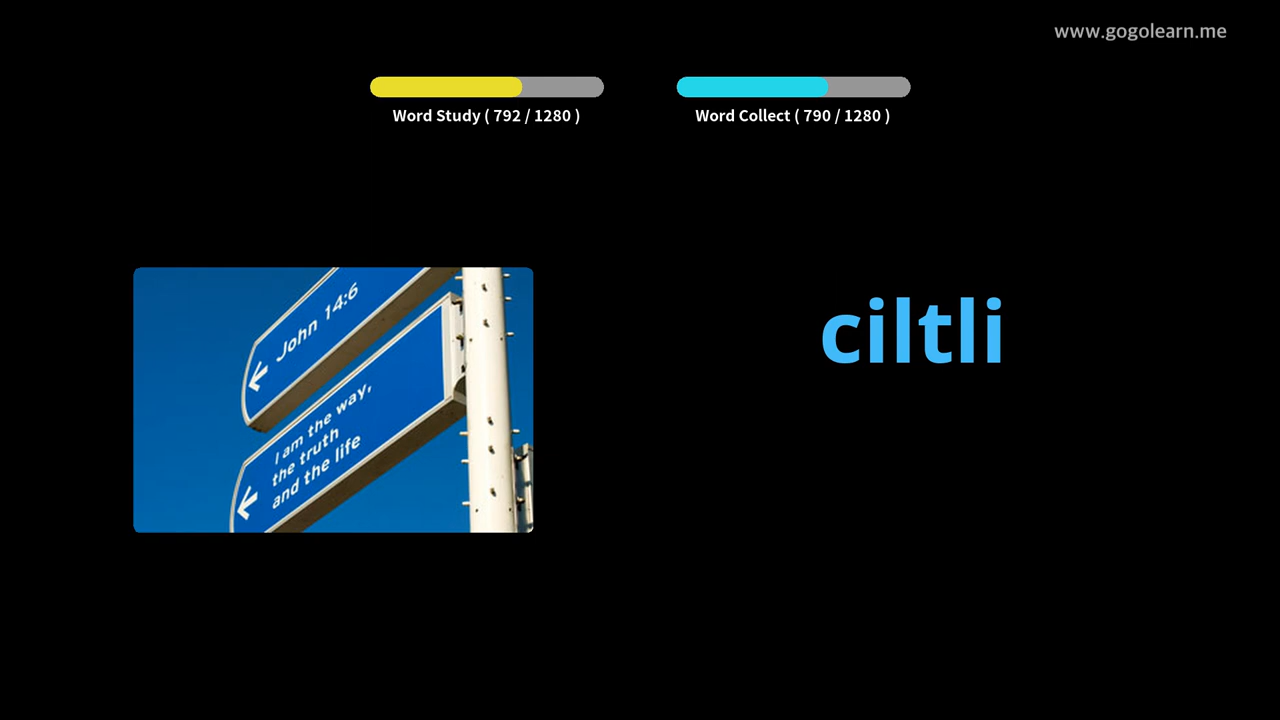 www.gogolearn.me
Word Study ( 792 / 1280 )
Word Collect ( 790 / 1280 )
John 14:6
I am the way,
the truth
and the life
ciltli